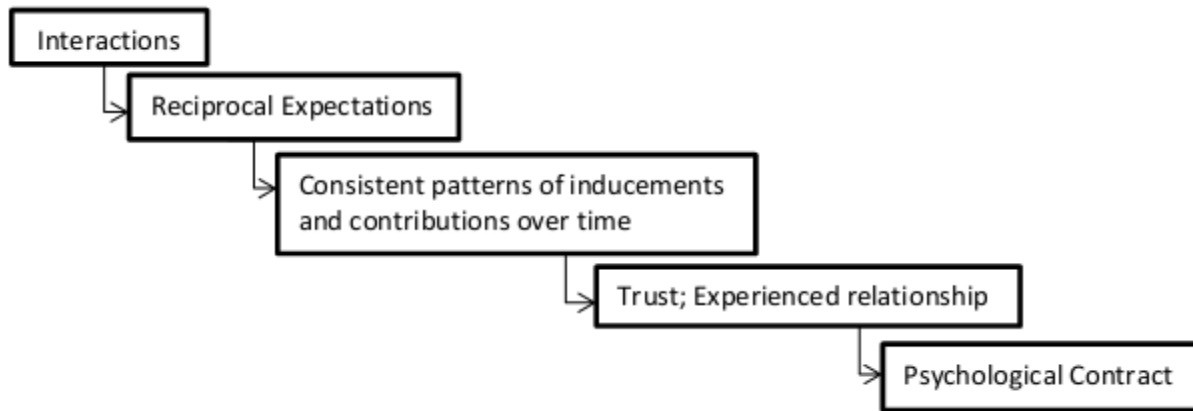 Interactions
Reciprocal Expectations
Consistent patterns of inducements
and contributions over time
Trust; Experienced relationship
Psychological Contract